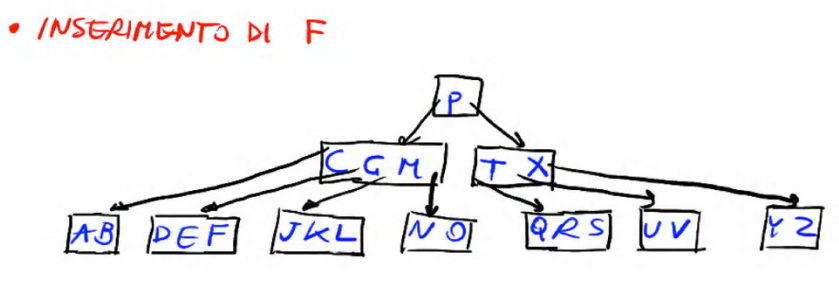 • INSERIMENTO DI F
P
C G M T X
AB DEF JKL NO QRS UV YZ